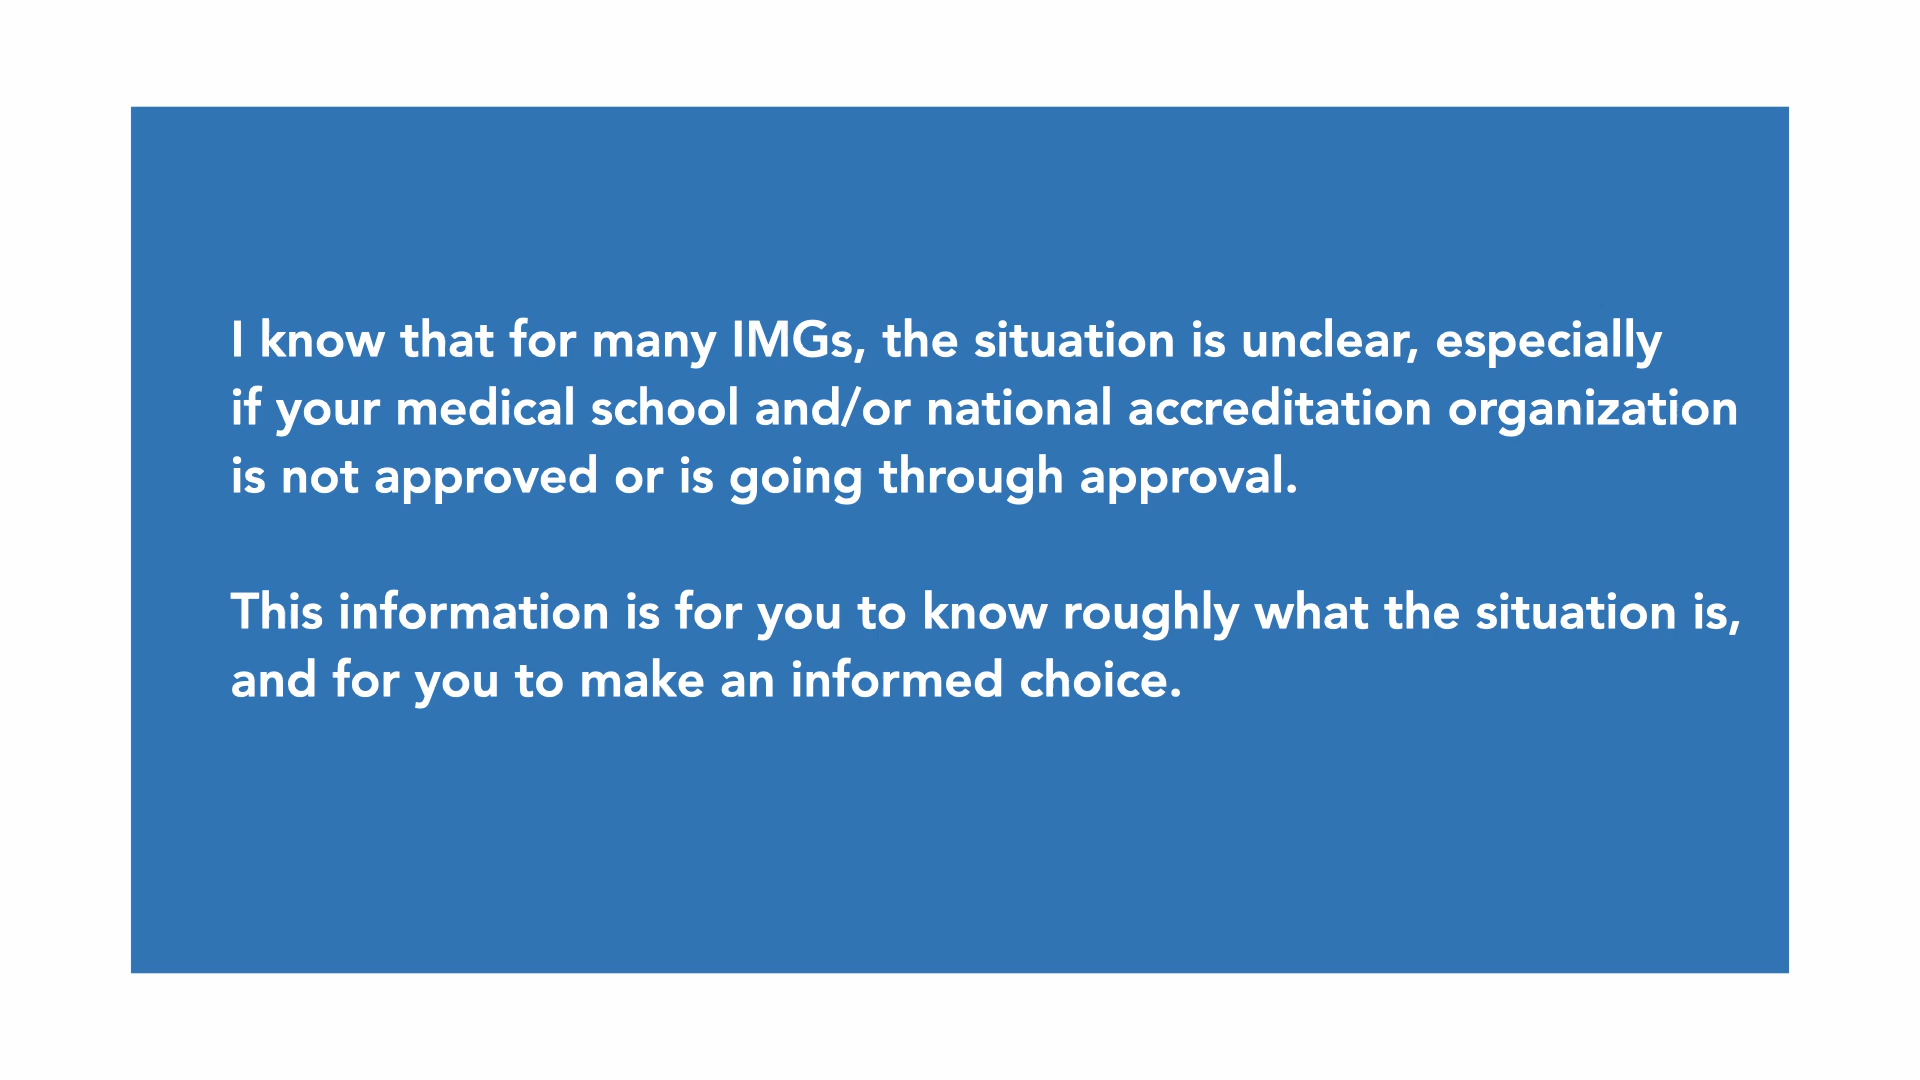 I know that for many IMGs, the situation is unclear, especially
if your medical school and/or national accreditation organization
is not approved or is going through approval.
This information is for you to know roughly what the situation is,
and for you to make an informed choice.